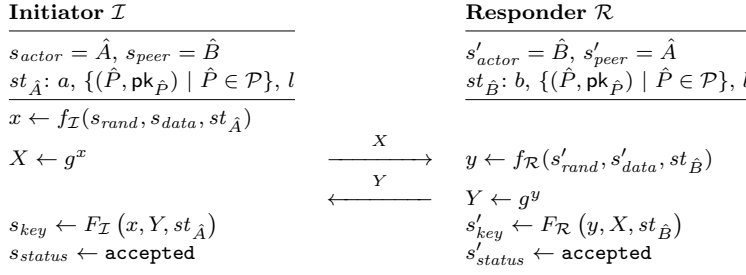 Initiator 𝓘 Responder 𝓡
s_actor = Â, s_peer = B̂ s'_actor = B̂, s'_peer = Â
st_Â: a, {(P̂, pk_P̂) | P̂ ∈ 𝒫}, l st_B̂: b, {(P̂, pk_P̂) | P̂ ∈ 𝒫}, l
x ← f_𝓘(s_rand, s_data, st_Â)
X
X ← g^x ⟶ y ← f_𝓡(s'_rand, s'_data, st_B̂)
Y
⟵ Y ← g^y
s_key ← F_𝓘 (x, Y, st_Â) s'_key ← F_𝓡 (y, X, st_B̂)
s_status ← accepted s'_status ← accepted